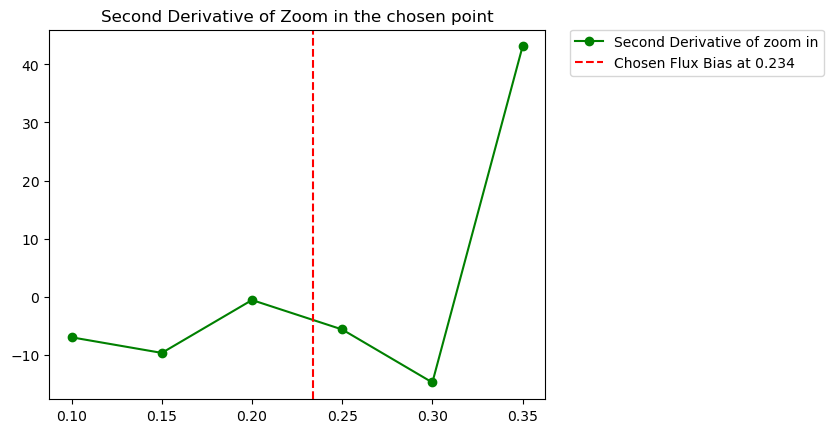 Second Derivative of Zoom in the chosen point
Second Derivative of zoom in
Chosen Flux Bias at 0.234
40
30
20
10
0
−10
0.10 0.15 0.20 0.25 0.30 0.35